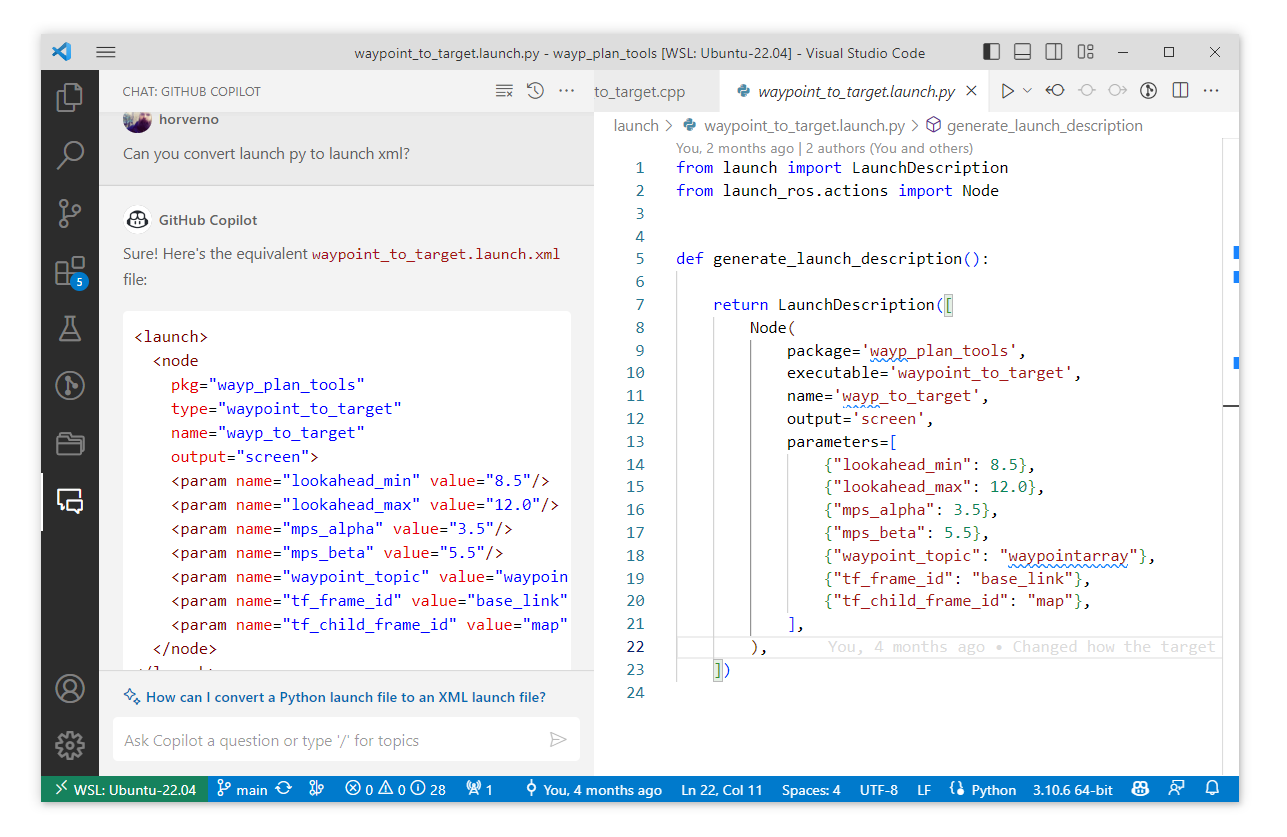 waypoint_to_target.launch.py - wayp_plan_tools [WSL: Ubuntu-22.04] - Visual Studio Code
CHAT: GITHUB COPILOT
horverno
Can you convert launch py to launch xml?
GitHub Copilot
Sure! Here's the equivalent waypoint_to_target.launch.xml
file:
<launch>
  <node
    pkg="wayp_plan_tools"
    type="waypoint_to_target"
    name="wayp_to_target"
    output="screen">
    <param name="lookahead_min" value="8.5"/>
    <param name="lookahead_max" value="12.0"/>
    <param name="mps_alpha" value="3.5"/>
    <param name="mps_beta" value="5.5"/>
    <param name="waypoint_topic" value="waypoin
    <param name="tf_frame_id" value="base_link"
    <param name="tf_child_frame_id" value="map"
  </node>
How can I convert a Python launch file to an XML launch file?
Ask Copilot a question or type '/' for topics
5
to_target.cpp
waypoint_to_target.launch.py
launch > waypoint_to_target.launch.py > generate_launch_description
You, 2 months ago | 2 authors (You and others)
1 from launch import LaunchDescription
2 from launch_ros.actions import Node
3
4
5 def generate_launch_description():
6
7     return LaunchDescription([
8         Node(
9             package='wayp_plan_tools',
10             executable='waypoint_to_target',
11             name='wayp_to_target',
12             output='screen',
13             parameters=[
14                 {"lookahead_min": 8.5},
15                 {"lookahead_max": 12.0},
16                 {"mps_alpha": 3.5},
17                 {"mps_beta": 5.5},
18                 {"waypoint_topic": "waypointarray"},
19                 {"tf_frame_id": "base_link"},
20                 {"tf_child_frame_id": "map"},
21             ],
22         ), You, 4 months ago • Changed how the target
23     ])
24
WSL: Ubuntu-22.04 main 0 0 28 1 You, 4 months ago Ln 22, Col 11 Spaces: 4 UTF-8 LF Python 3.10.6 64-bit